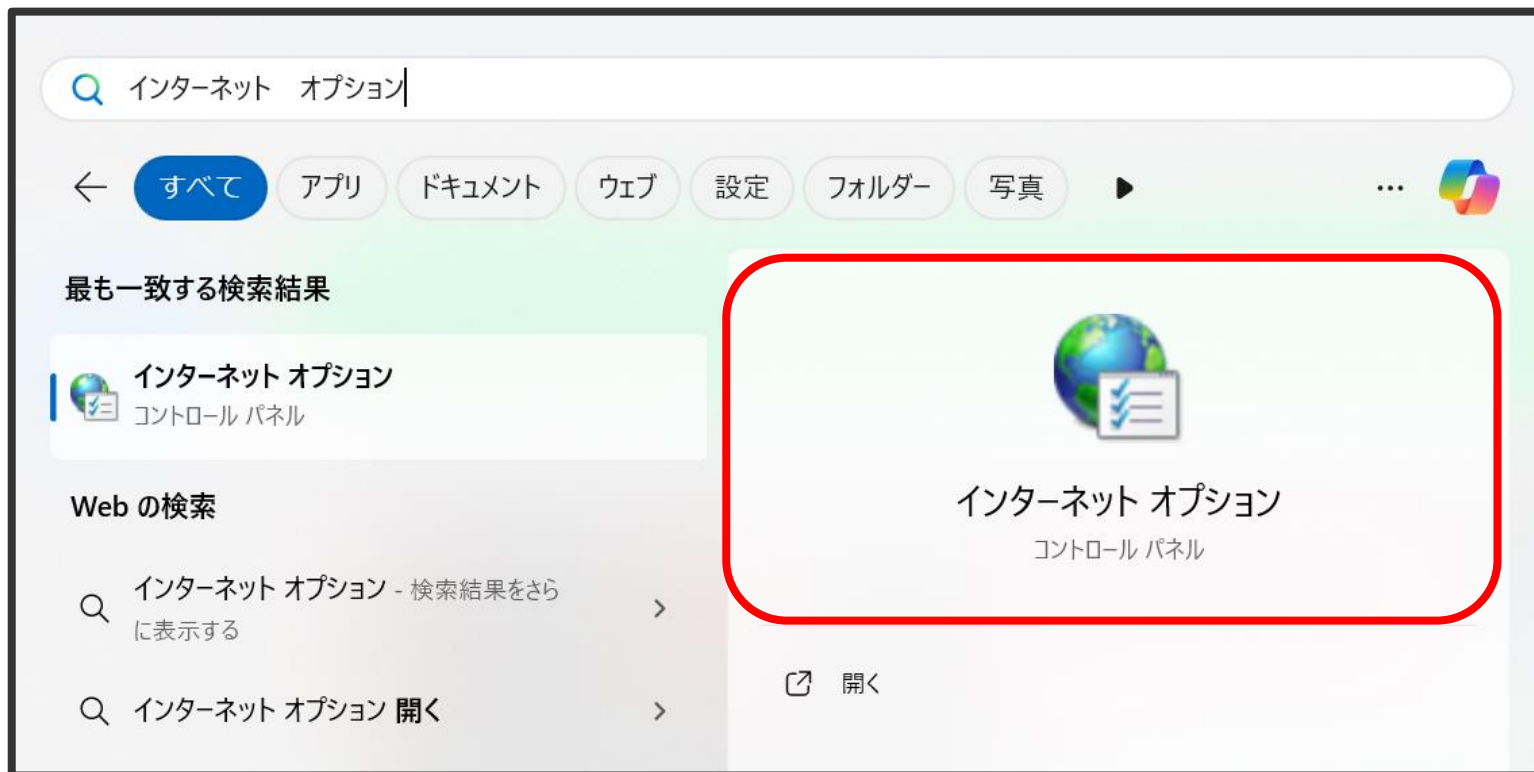 インターネット　オプション
すべて アプリ ドキュメント ウェブ 設定 フォルダー 写真 ▶ ...
最も一致する検索結果
インターネット オプション
コントロール パネル
Web の検索
インターネット オプション - 検索結果をさら
に表示する
インターネット オプション 開く
インターネット オプション
コントロール パネル
開く